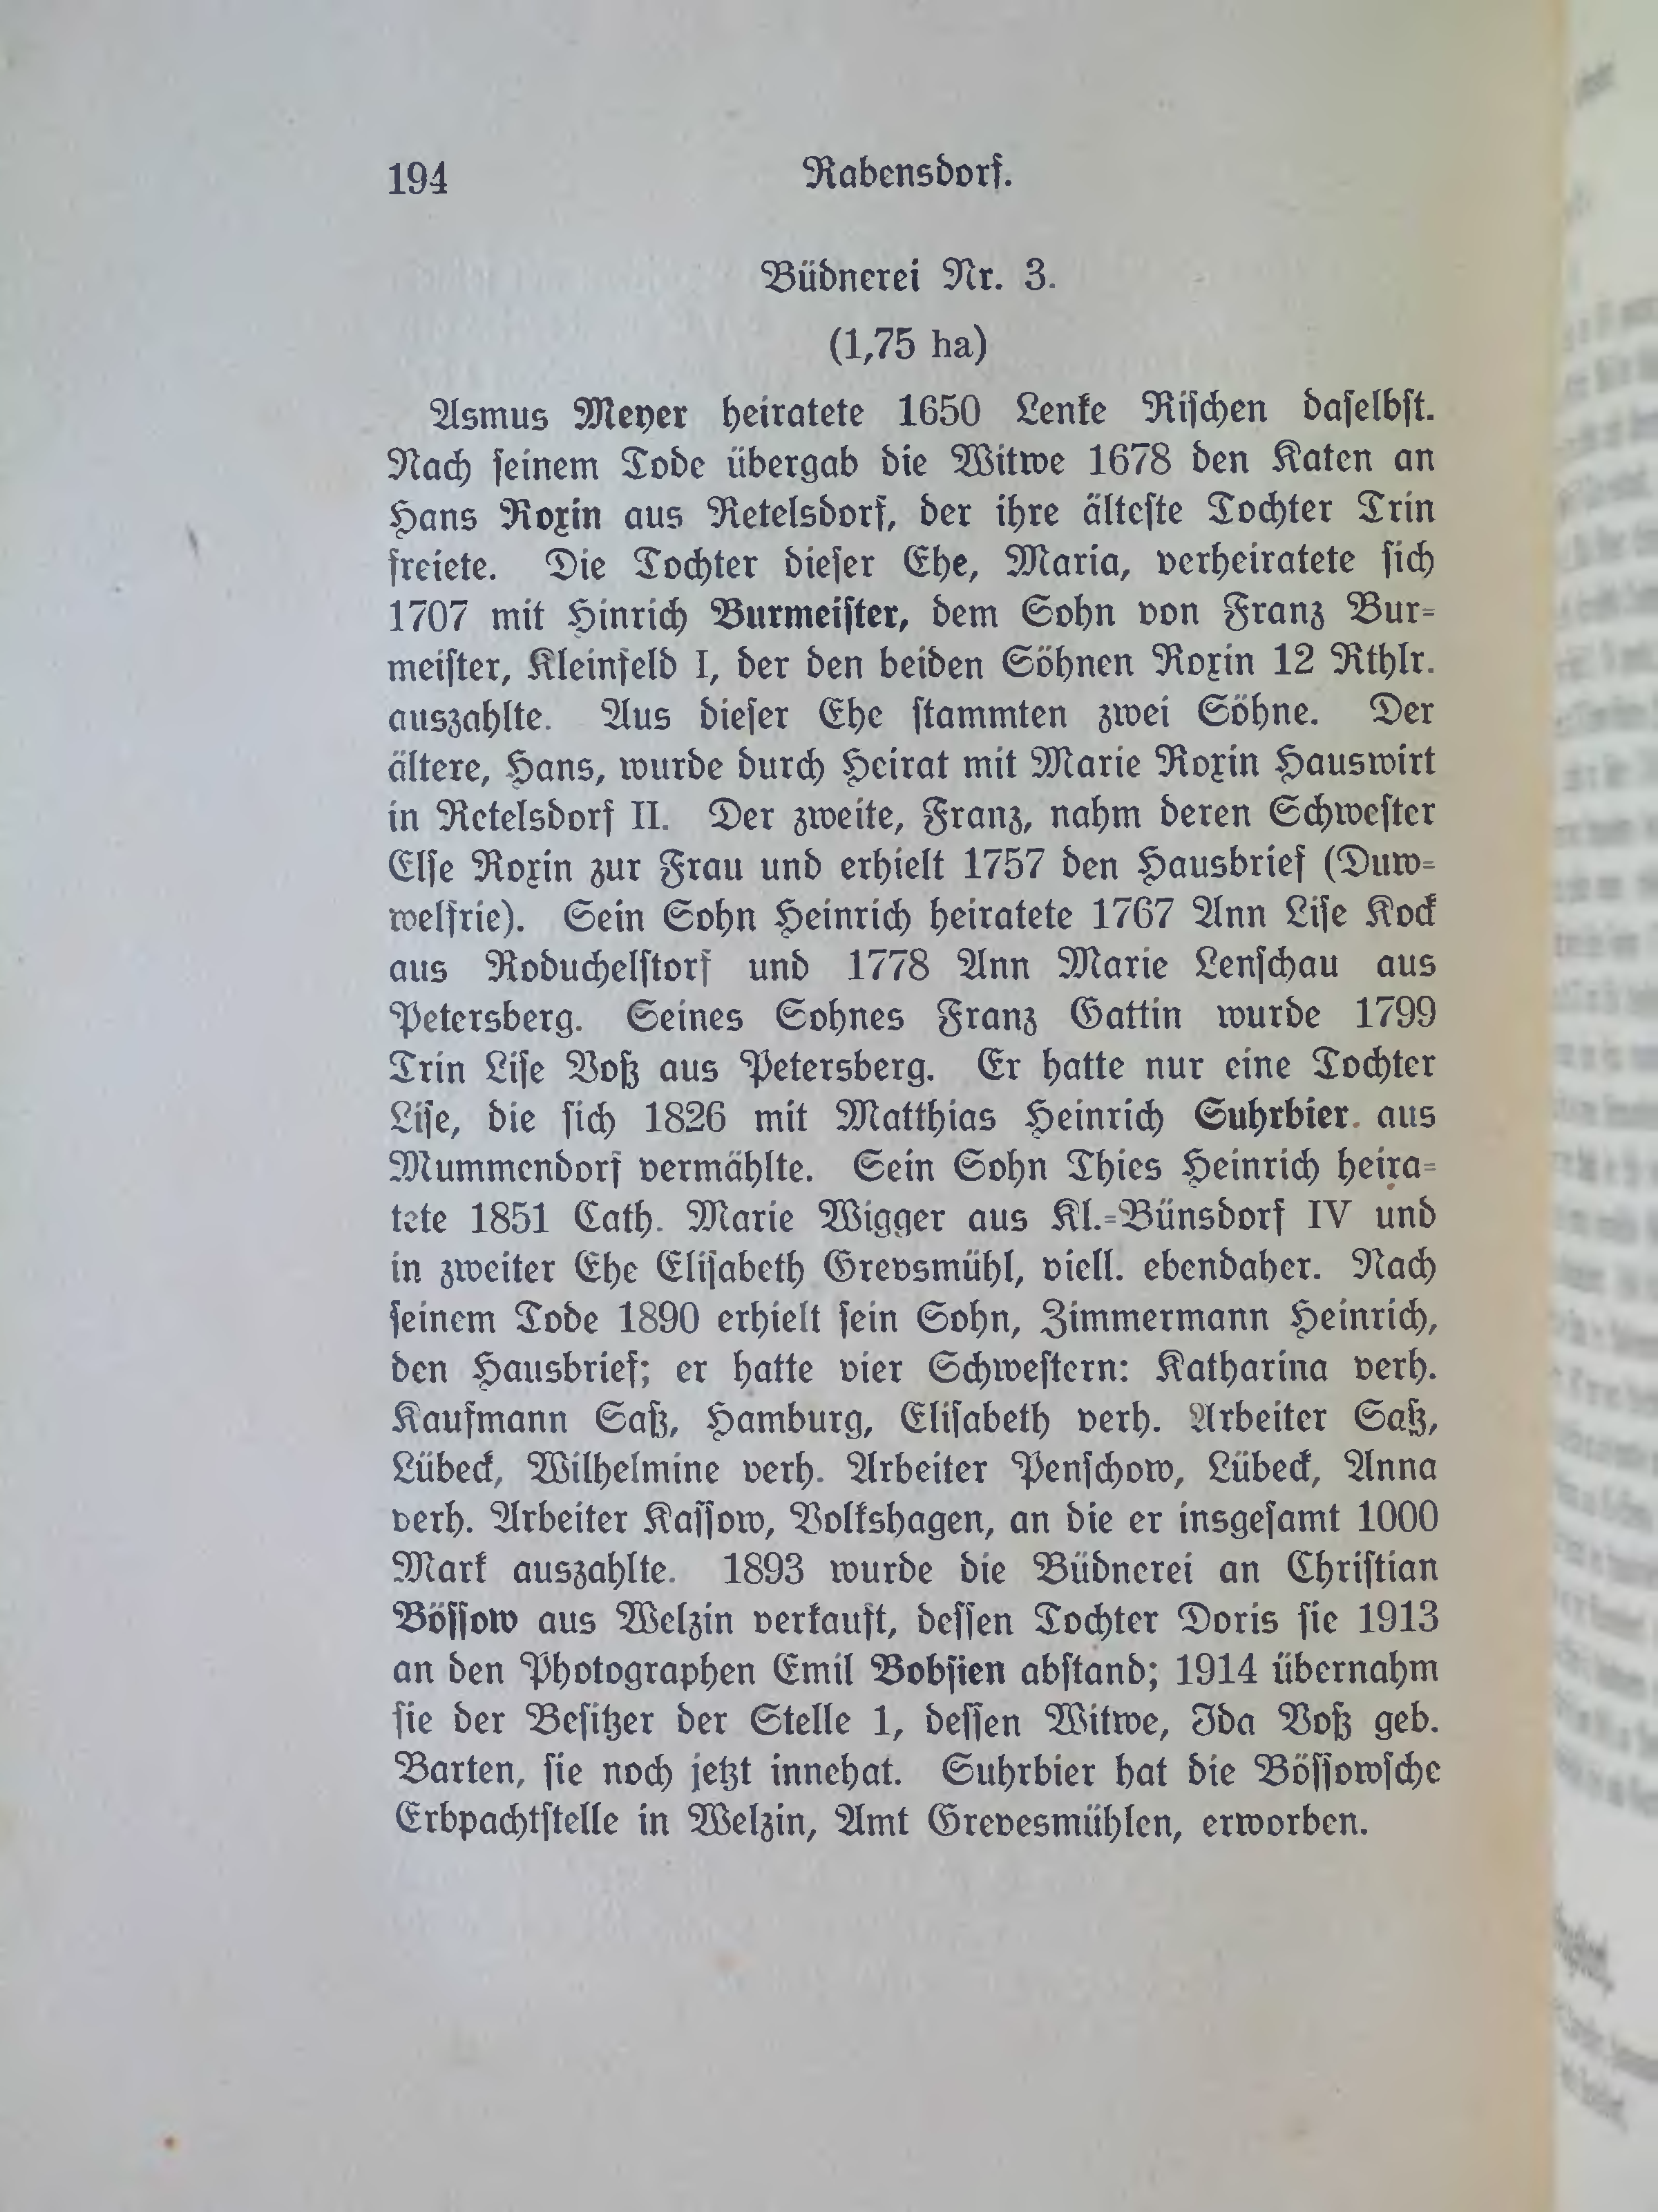 194
Rabensdorf.
Büdnerei Nr. 3.
(1,75 ha)
Asmus Meyer heiratete 1650 Lenke Rischen daselbst.
Nach seinem Tode übergab die Witwe 1678 den Katen an
Hans Roxin aus Retelsdorf, der ihre älteste Tochter Trin
freiete. Die Tochter dieser Ehe, Maria, verheiratete sich
1707 mit Hinrich Burmeister, dem Sohn von Franz Bur-
meister, Kleinfeld I, der den beiden Söhnen Roxin 12 Rthlr.
auszahlte. Aus dieser Ehe stammten zwei Söhne. Der
ältere, Hans, wurde durch Heirat mit Marie Roxin Hauswirt
in Retelsdorf II. Der zweite, Franz, nahm deren Schwester
Else Roxin zur Frau und erhielt 1757 den Hausbrief (Duw-
welfrie). Sein Sohn Heinrich heiratete 1767 Ann Lise Kock
aus Roduchelstorf und 1778 Ann Marie Lenschau aus
Petersberg. Seines Sohnes Franz Gattin wurde 1799
Trin Lise Voß aus Petersberg. Er hatte nur eine Tochter
Lise, die sich 1826 mit Matthias Heinrich Suhrbier aus
Mummendorf vermählte. Sein Sohn Thies Heinrich heira-
tete 1851 Cath. Marie Wigger aus Kl.-Bünsdorf IV und
in zweiter Ehe Elisabeth Grevsmühl, viell. ebendaher. Nach
seinem Tode 1890 erhielt sein Sohn, Zimmermann Heinrich,
den Hausbrief; er hatte vier Schwestern: Katharina verh.
Kaufmann Saß, Hamburg, Elisabeth verh. Arbeiter Saß,
Lübeck, Wilhelmine verh. Arbeiter Penschow, Lübeck, Anna
verh. Arbeiter Kassow, Volkshagen, an die er insgesamt 1000
Mark auszahlte. 1893 wurde die Büdnerei an Christian
Bössow aus Welzin verkauft, dessen Tochter Doris sie 1913
an den Photographen Emil Bobsien abstand; 1914 übernahm
sie der Besitzer der Stelle 1, dessen Witwe, Ida Voß geb.
Barten, sie noch jetzt innehat. Suhrbier hat die Bössowsche
Erbpachtstelle in Welzin, Amt Grevesmühlen, erworben.